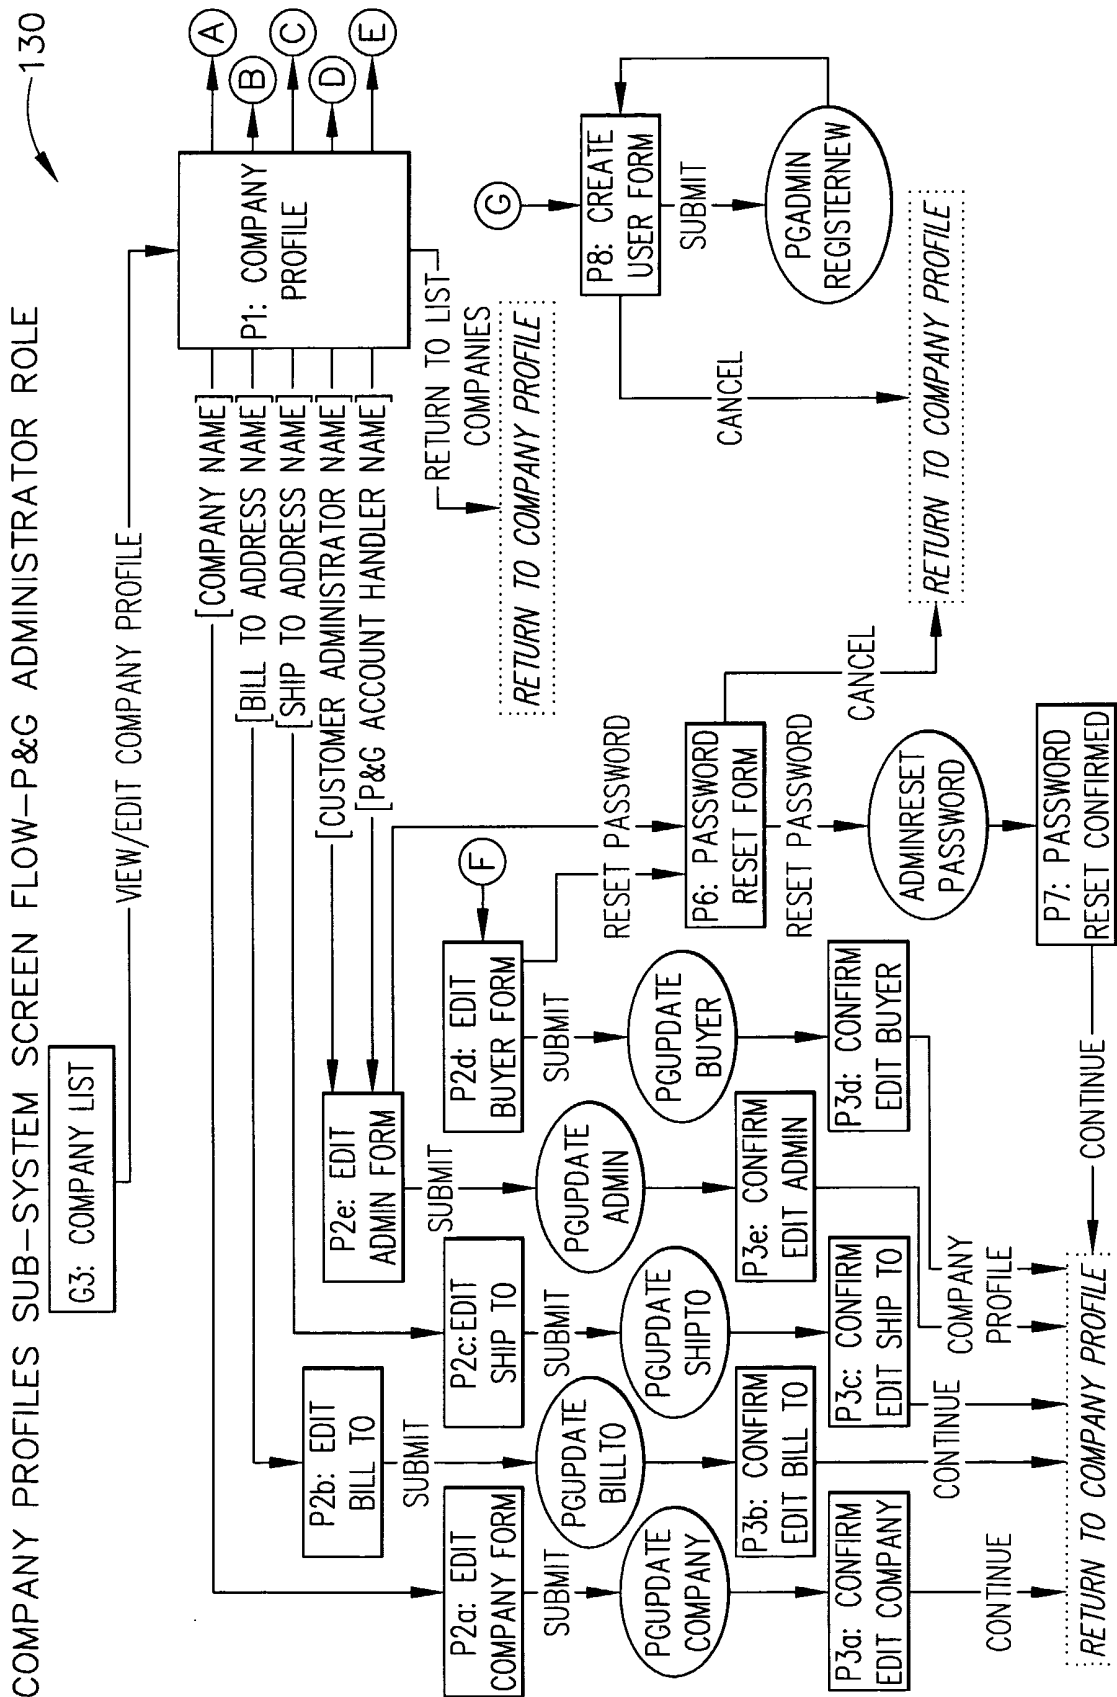 COMPANY PROFILES SUB-SYSTEM SCREEN FLOW-P&G ADMINISTRATOR ROLE
130
G3: COMPANY LIST
VIEW/EDIT COMPANY PROFILE
P1: COMPANY
PROFILE
A
B
C
D
E
[COMPANY NAME]
[BILL TO ADDRESS NAME]
[SHIP TO ADDRESS NAME]
[CUSTOMER ADMINISTRATOR NAME]
[P&G ACCOUNT HANDLER NAME]
RETURN TO LIST
COMPANIES
RETURN TO COMPANY PROFILE
P2a: EDIT
COMPANY FORM
SUBMIT
PGUPDATE
COMPANY
P3a: CONFIRM
EDIT COMPANY
CONTINUE
P2b: EDIT
BILL TO
SUBMIT
PGUPDATE
BILLTO
P3b: CONFIRM
EDIT BILL TO
CONTINUE
P2c: EDIT
SHIP TO
SUBMIT
PGUPDATE
SHIPTO
P3c: CONFIRM
EDIT SHIP TO
P2e: EDIT
ADMIN FORM
SUBMIT
PGUPDATE
ADMIN
P3e: CONFIRM
EDIT ADMIN
COMPANY
PROFILE
F
P2d: EDIT
BUYER FORM
SUBMIT
PGUPDATE
BUYER
P3d: CONFIRM
EDIT BUYER
RESET PASSWORD
P6: PASSWORD
RESET FORM
RESET PASSWORD
CANCEL
ADMINRESET
PASSWORD
P7: PASSWORD
RESET CONFIRMED
CONTINUE
RETURN TO COMPANY PROFILE
G
P8: CREATE
USER FORM
SUBMIT
PGADMIN
REGISTERNEW
CANCEL
RETURN TO COMPANY PROFILE